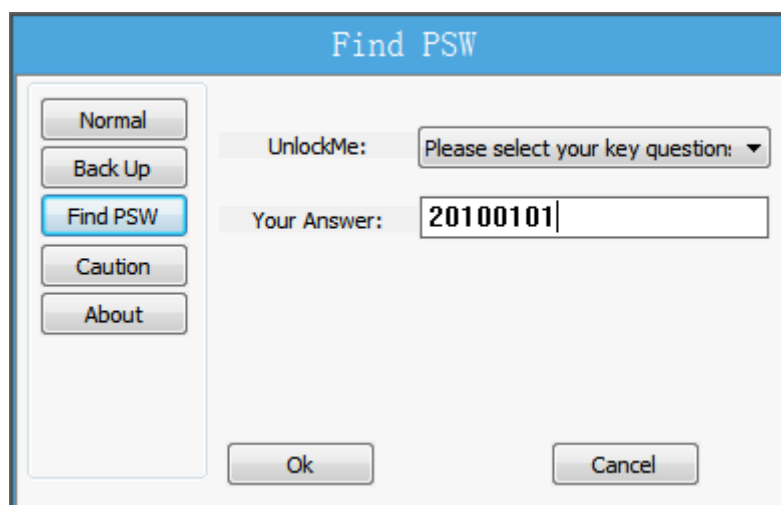 Find PSW
Normal
Back Up
Find PSW
Caution
About
UnlockMe:
Please select your key question:
Your Answer:
20100101
Ok
Cancel